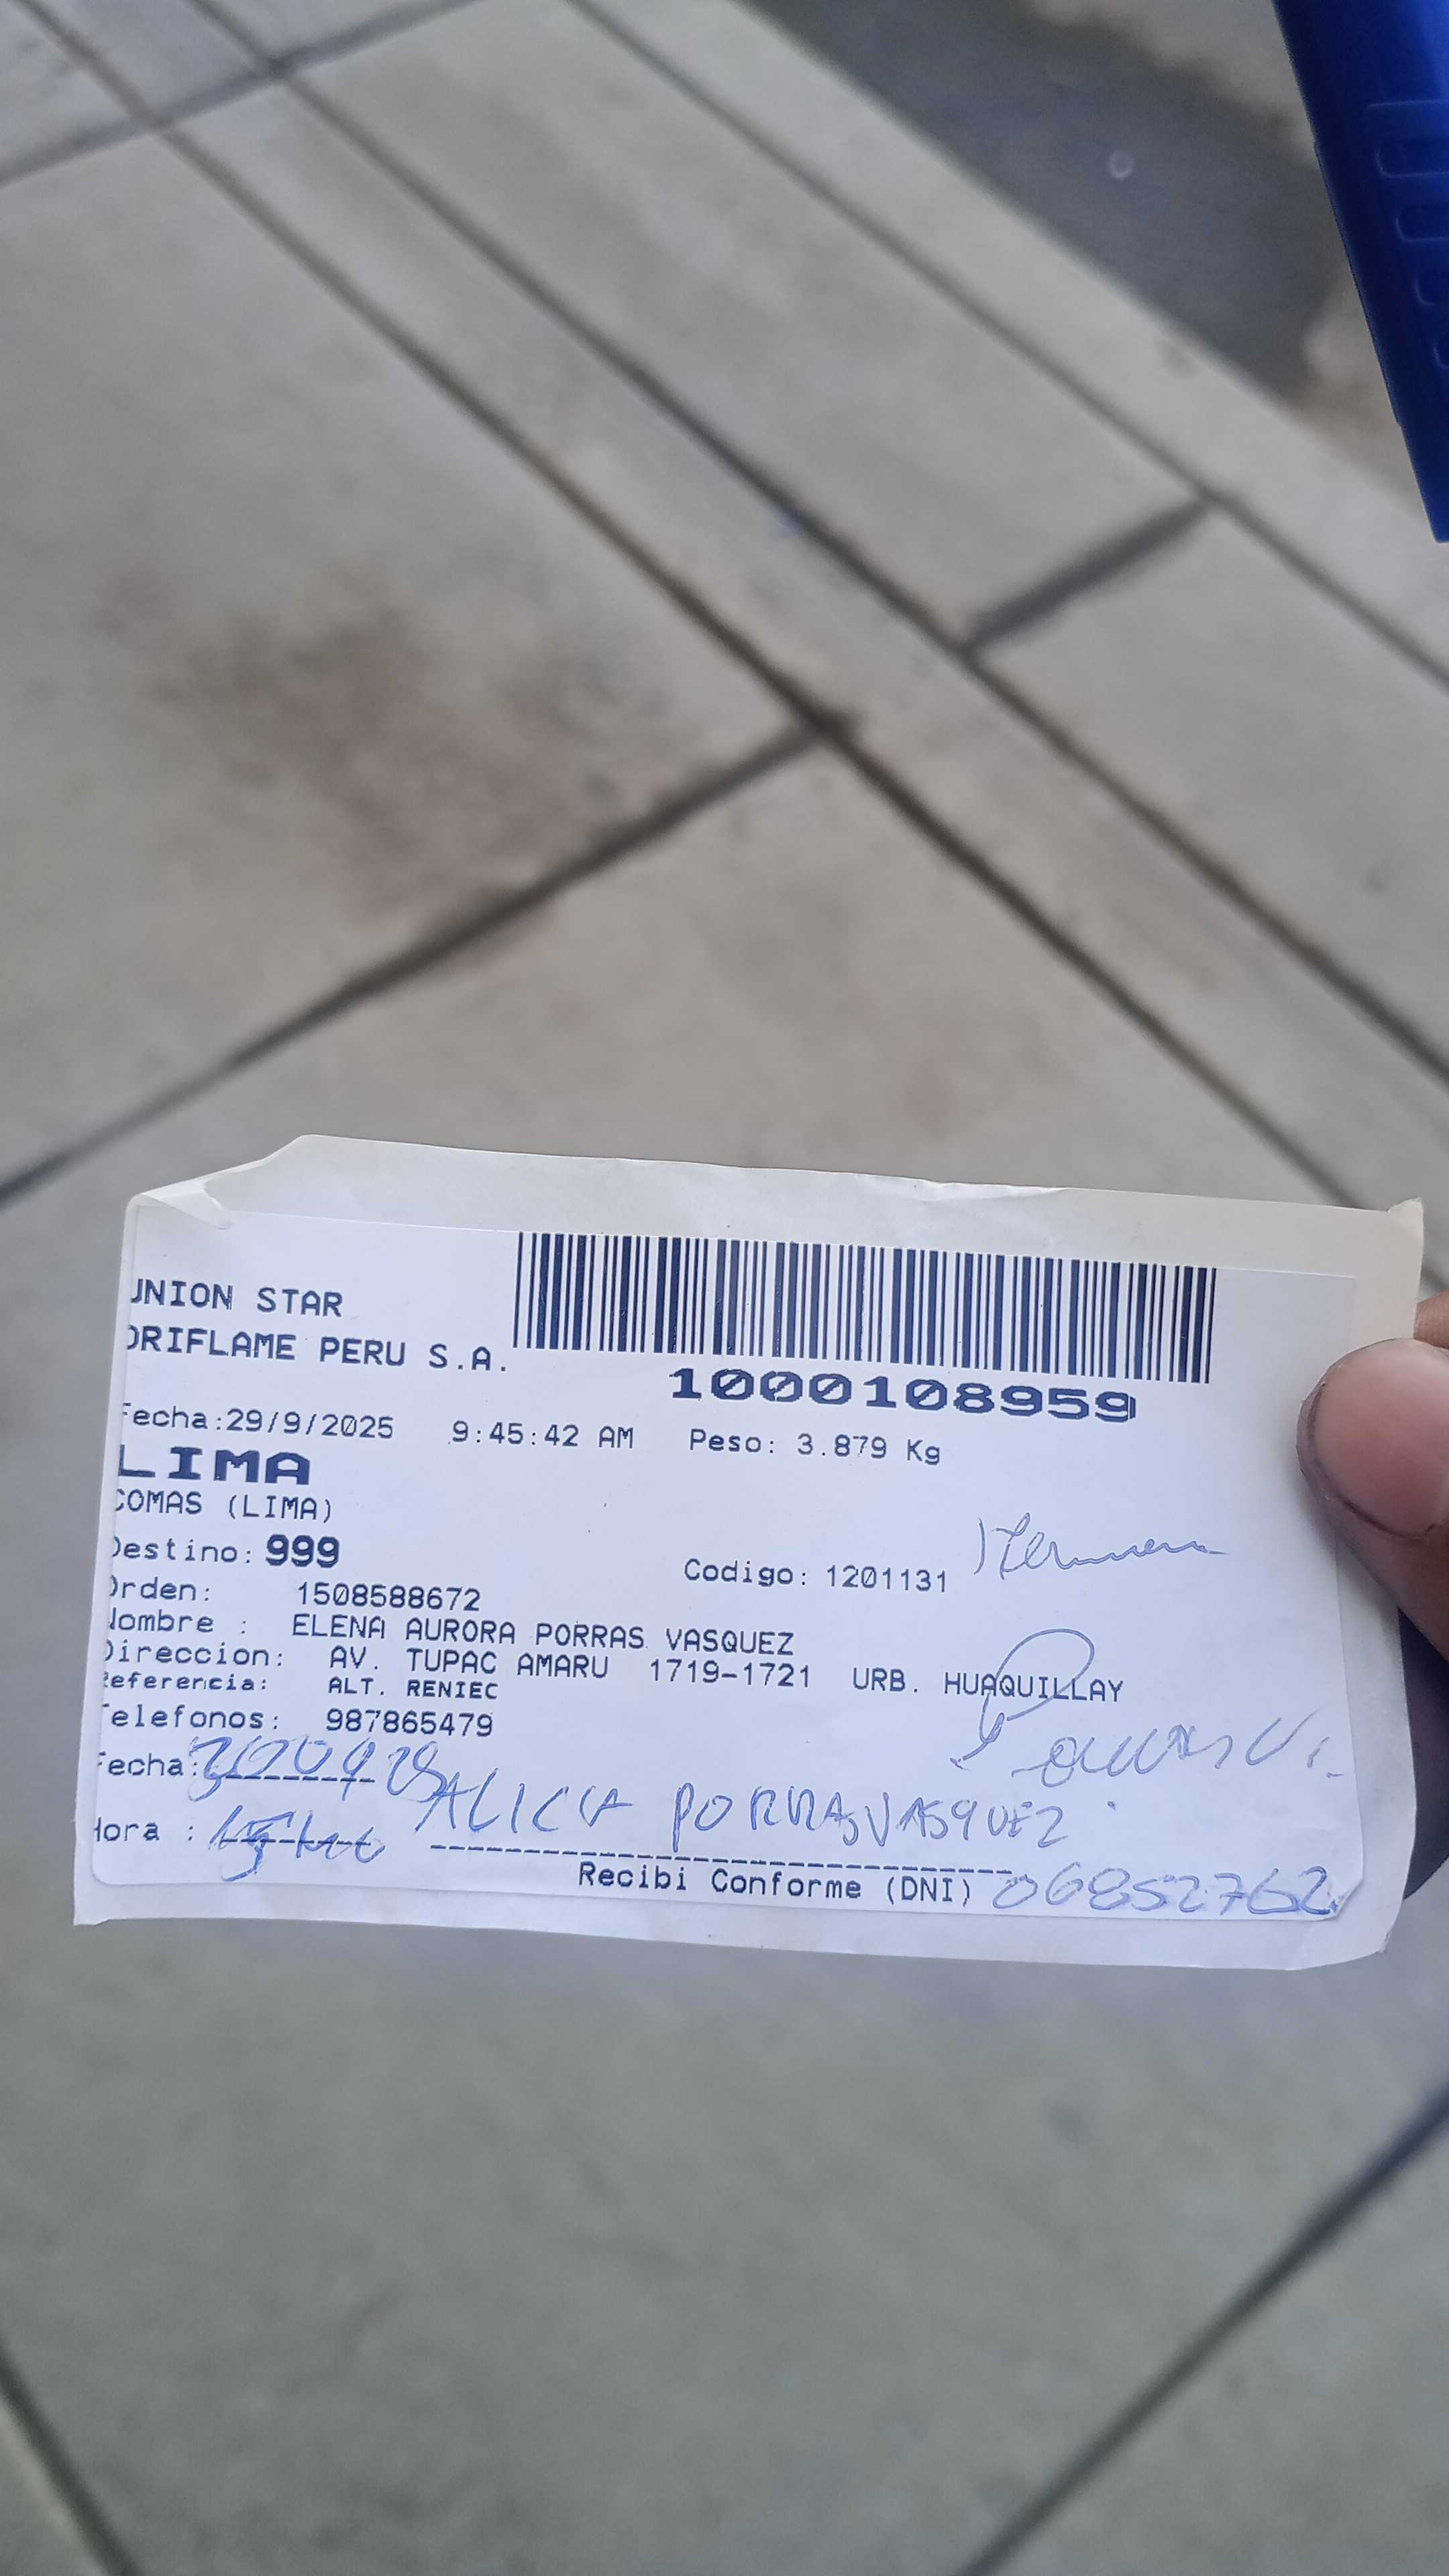 UNION STAR
ORIFLAME PERU S.A.
1000108959
Fecha:29/9/2025 9:45:42 AM Peso: 3.879 Kg
LIMA
COMAS (LIMA)
Destino: 999
Codigo: 1201131
Orden: 1508588672
Nombre : ELENA AURORA PORRAS VASQUEZ
Direccion: AV. TUPAC AMARU 1719-1721 URB. HUAQUILLAY
Referencia: ALT. RENIEC
Telefonos: 987865479
Fecha:
ALICIA PORRAS VASQUEZ
Hora :
Recibi Conforme (DNI) 06852762